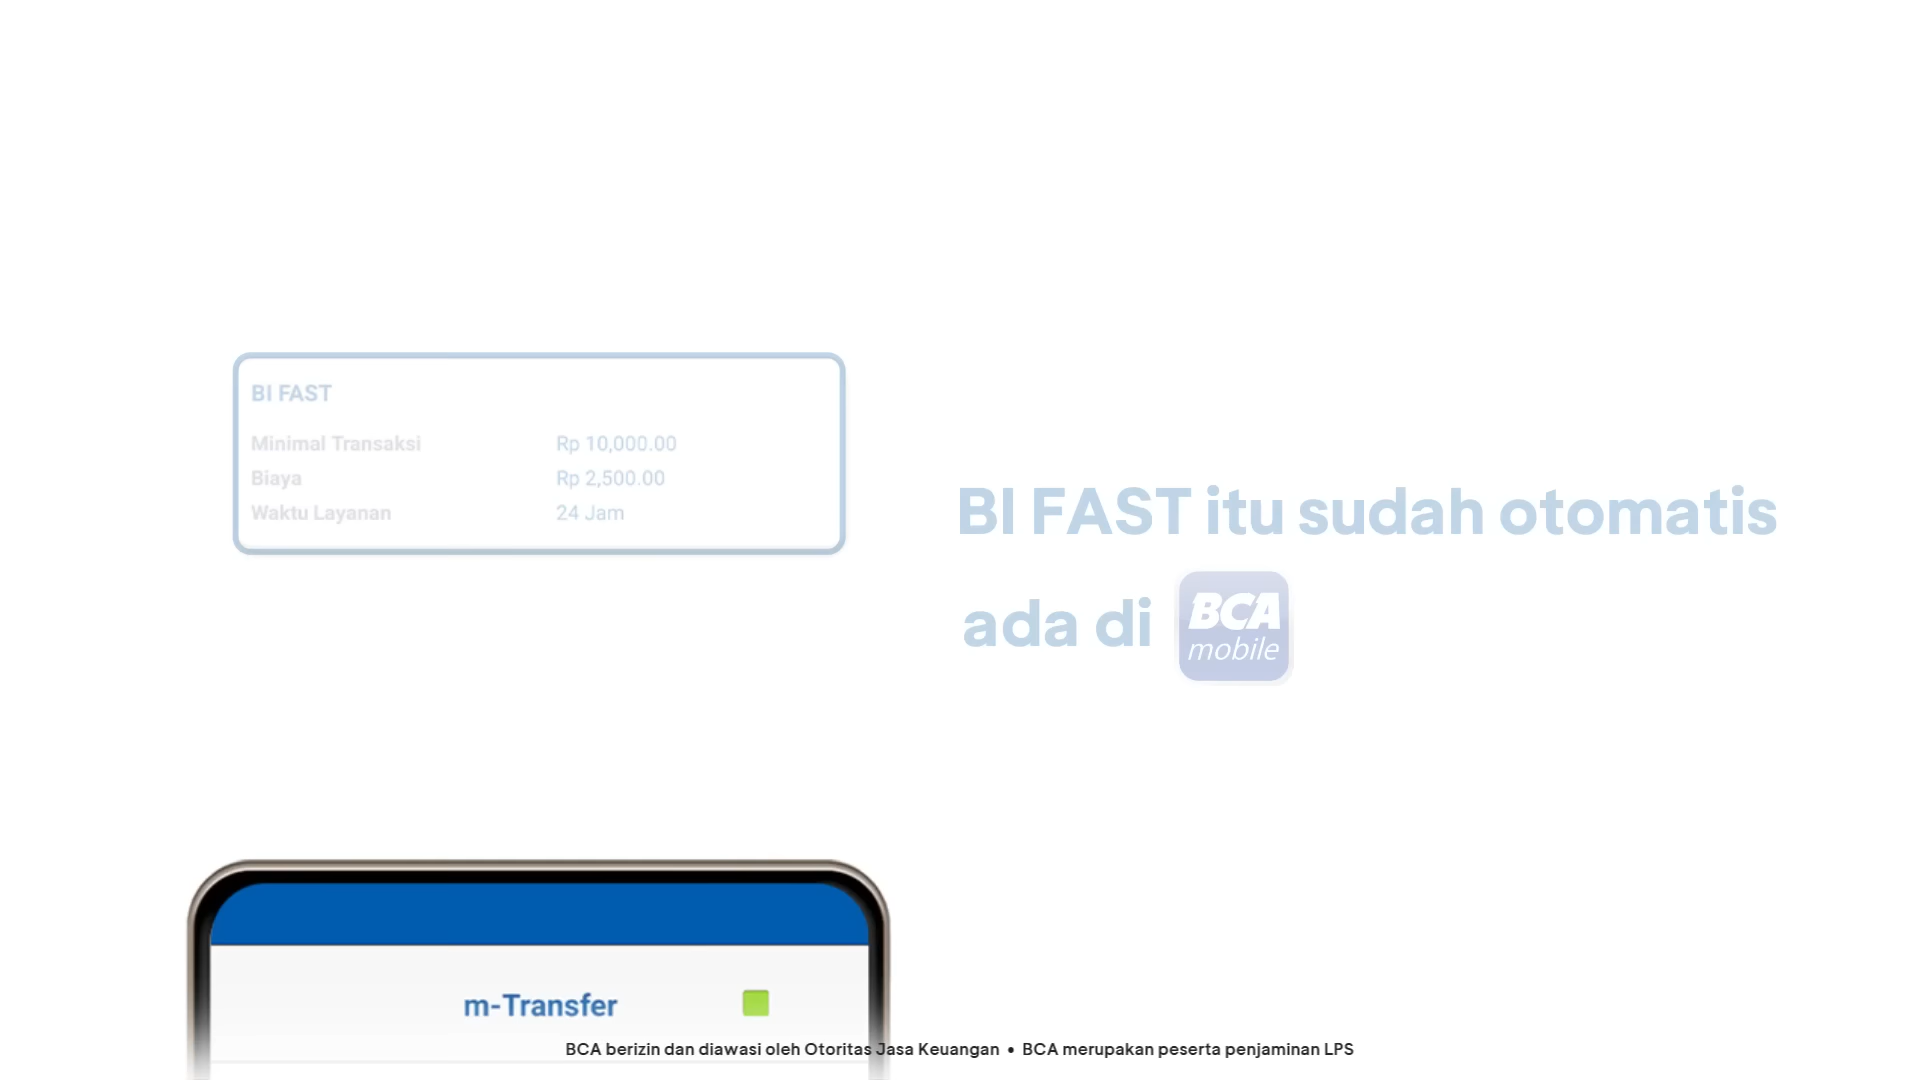 BI FAST
Minimal Transaksi Rp 10,000.00
Biaya Rp 2,500.00
Waktu Layanan 24 Jam
BI FAST itu sudah otomatis
ada di BCA mobile
m-Transfer
BCA berizin dan diawasi oleh Otoritas Jasa Keuangan • BCA merupakan peserta penjaminan LPS